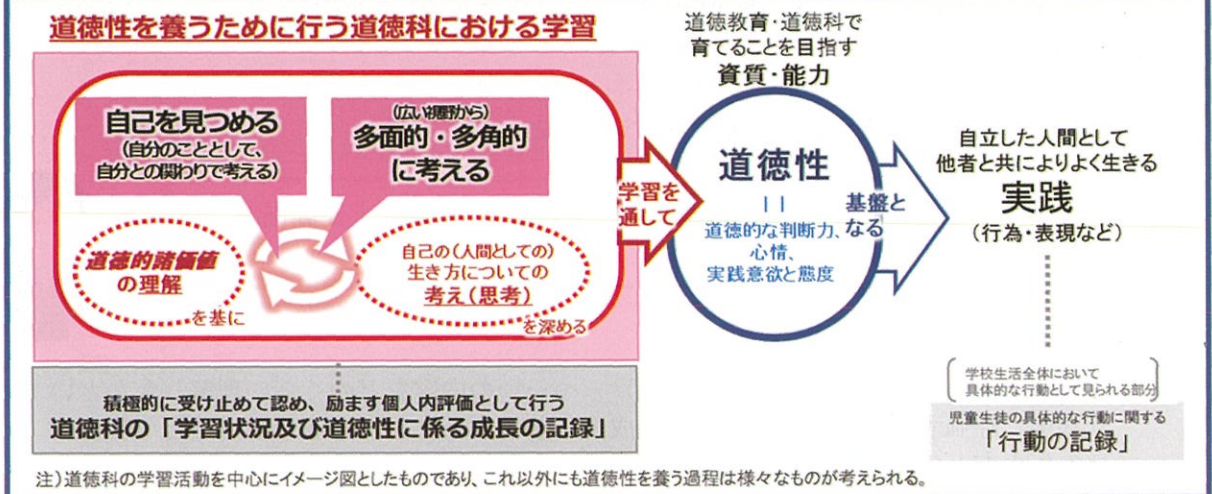 道徳性を養うために行う道徳科における学習
自己を見つめる
(自分のこととして、
自分との関わりで考える)
(広い視野から)
多面的・多角的
に考える
道徳的諸価値
の理解
を基に
自己の(人間としての)
生き方についての
考え(思考)
を深める
学習を
通して
道徳教育・道徳科で
育てることを目指す
資質・能力
道徳性
||
道徳的な判断力、
心情、
実践意欲と態度
基盤と
なる
自立した人間として
他者と共によりよく生きる
実践
(行為・表現など)
積極的に受け止めて認め、励ます個人内評価として行う
道徳科の「学習状況及び道徳性に係る成長の記録」
学校生活全体において
具体的な行動として見られる部分
児童生徒の具体的な行動に関する
「行動の記録」
注)道徳科の学習活動を中心にイメージ図としたものであり、これ以外にも道徳性を養う過程は様々なものが考えられる。